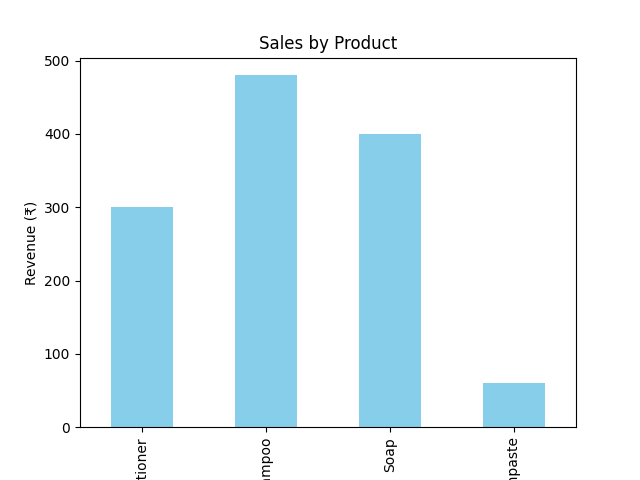 Sales by Product
Revenue (₹)
500
400
300
200
100
0
tioner
mpoo
Soap
paste